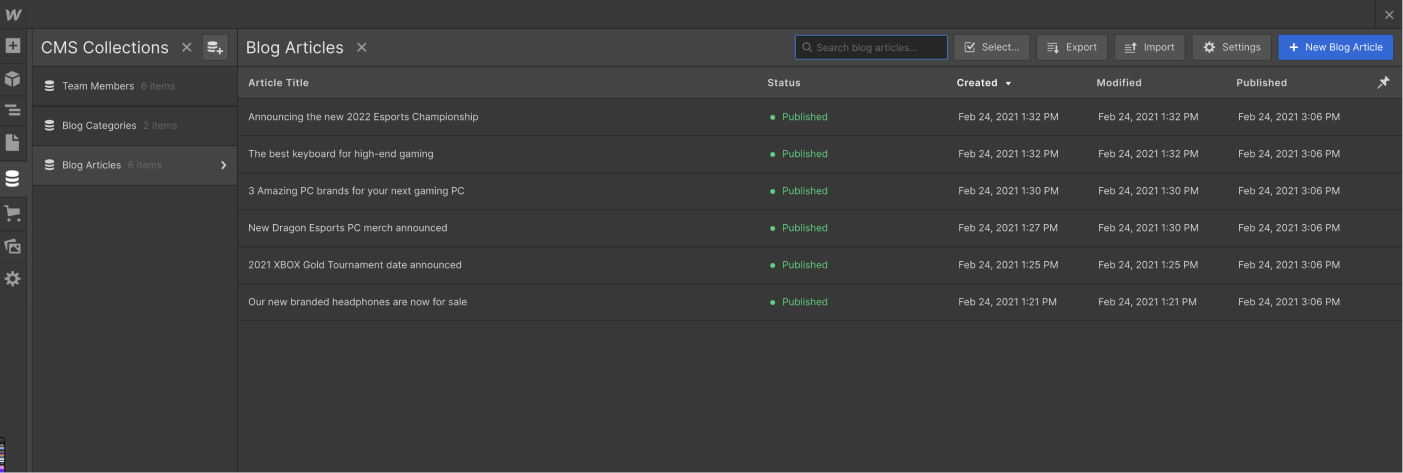 CMS Collections
Blog Articles
Search blog articles...
Select...
Export
Import
Settings
+ New Blog Article
Team Members 6 items
Blog Categories 2 items
Blog Articles 6 items
Article Title Status Created Modified Published
Announcing the new 2022 Esports Championship Published Feb 24, 2021 1:32 PM Feb 24, 2021 1:32 PM Feb 24, 2021 3:06 PM
The best keyboard for high-end gaming Published Feb 24, 2021 1:32 PM Feb 24, 2021 1:32 PM Feb 24, 2021 3:06 PM
3 Amazing PC brands for your next gaming PC Published Feb 24, 2021 1:30 PM Feb 24, 2021 1:30 PM Feb 24, 2021 3:06 PM
New Dragon Esports PC merch announced Published Feb 24, 2021 1:27 PM Feb 24, 2021 1:30 PM Feb 24, 2021 3:06 PM
2021 XBOX Gold Tournament date announced Published Feb 24, 2021 1:25 PM Feb 24, 2021 1:25 PM Feb 24, 2021 3:06 PM
Our new branded headphones are now for sale Published Feb 24, 2021 1:21 PM Feb 24, 2021 1:21 PM Feb 24, 2021 3:06 PM